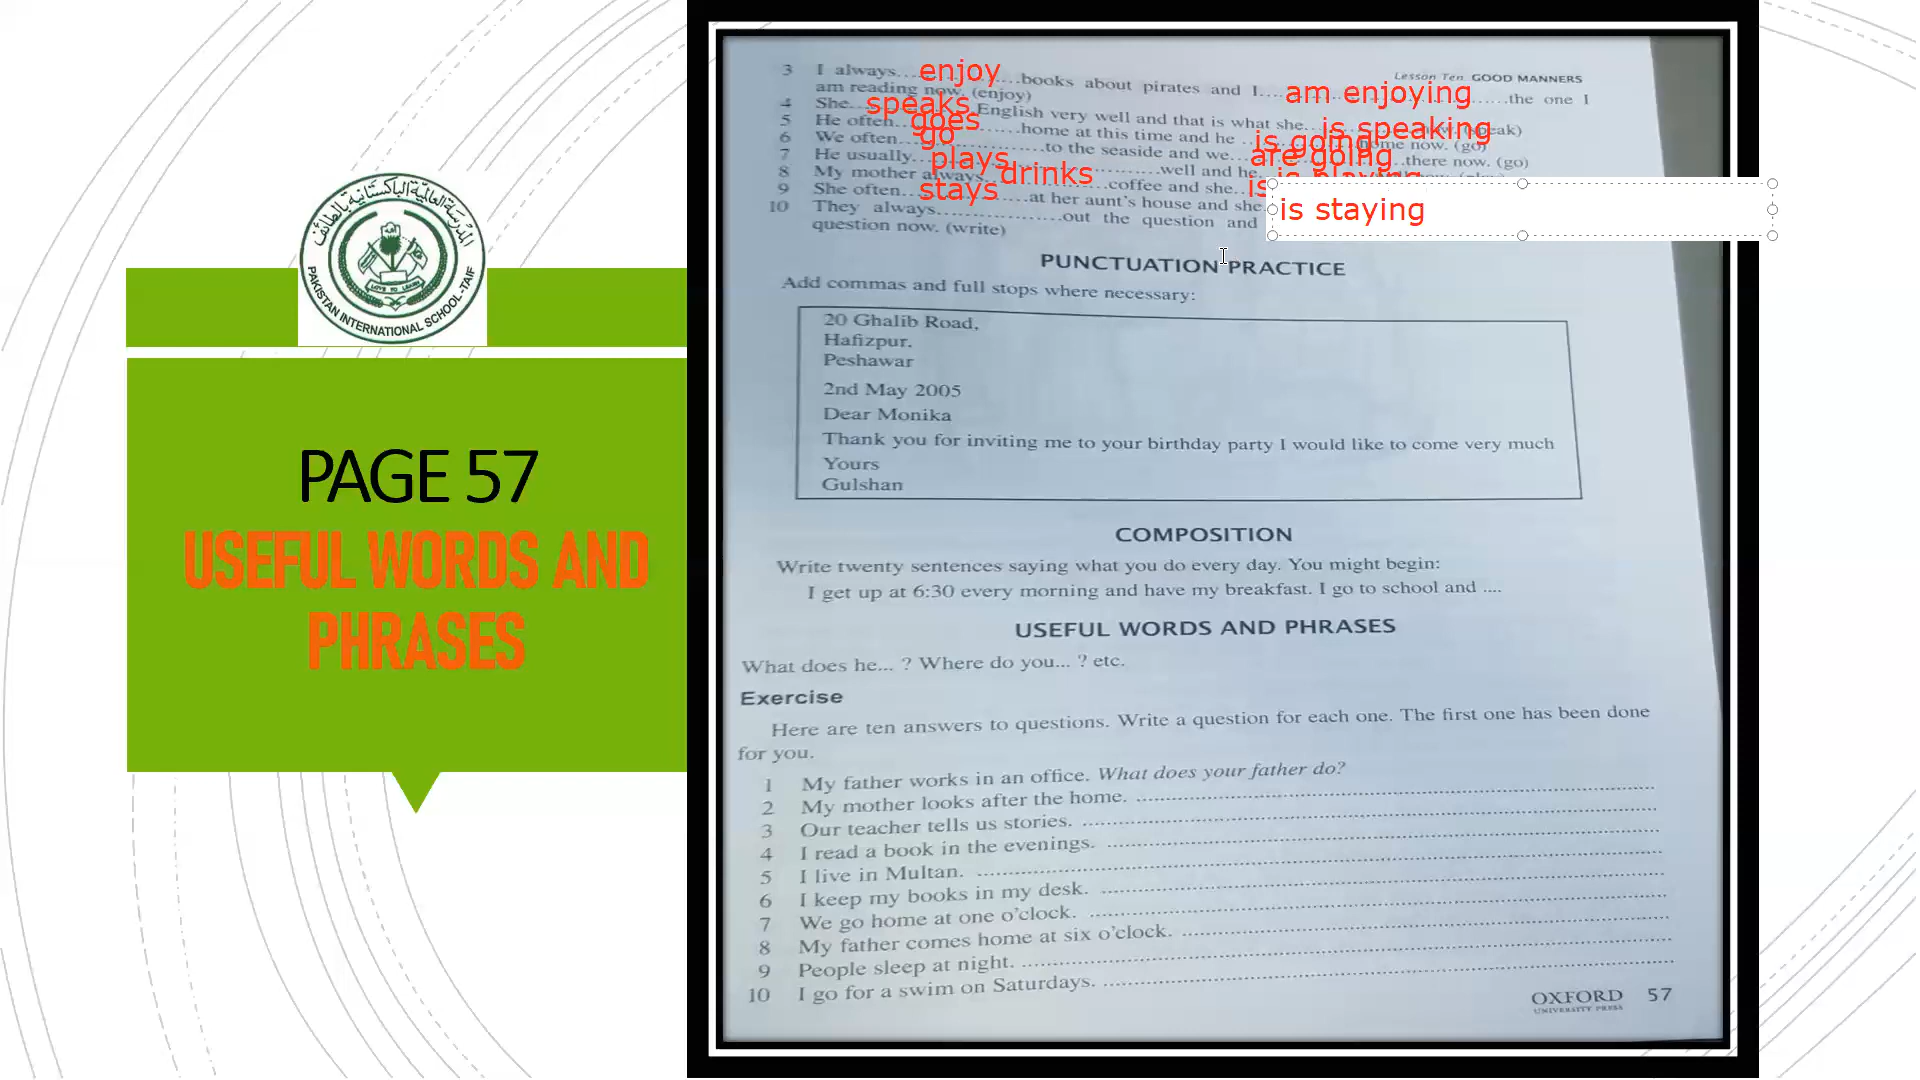 المدرسة العالمية الباكستانية بالطائف
LOVE TO LEARN
PAKISTAN INTERNATIONAL SCHOOL-TAIF
PAGE 57
USEFUL WORDS AND
PHRASES
Lesson Ten GOOD MANNERS
3 I always... enjoy ...books about pirates and I.... am enjoying ...the one I
am reading now. (enjoy)
4 She speaks English very well and that is what she... is speaking (speak)
5 He often... goes ...home at this time and he .. is going home now. (go)
6 We often... go ...to the seaside and we... are going ..there now. (go)
7 He usually... plays ...well and he.. is playing
8 My mother always.. drinks ...coffee and she.. is
9 She often... stays ...at her aunt's house and she is staying
10 They always...............out the question and
question now. (write)
PUNCTUATION PRACTICE
Add commas and full stops where necessary:
20 Ghalib Road,
Hafizpur,
Peshawar
2nd May 2005
Dear Monika
Thank you for inviting me to your birthday party I would like to come very much
Yours
Gulshan
COMPOSITION
Write twenty sentences saying what you do every day. You might begin:
I get up at 6:30 every morning and have my breakfast. I go to school and ....
USEFUL WORDS AND PHRASES
What does he... ? Where do you... ? etc.
Exercise
Here are ten answers to questions. Write a question for each one. The first one has been done
for you.
1 My father works in an office. What does your father do?
2 My mother looks after the home. ....................
3 Our teacher tells us stories. ....................
4 I read a book in the evenings. ....................
5 I live in Multan. ....................
6 I keep my books in my desk. ....................
7 We go home at one o'clock. ....................
8 My father comes home at six o'clock. ....................
9 People sleep at night. ....................
10 I go for a swim on Saturdays. ....................
OXFORD 57
UNIVERSITY PRESS